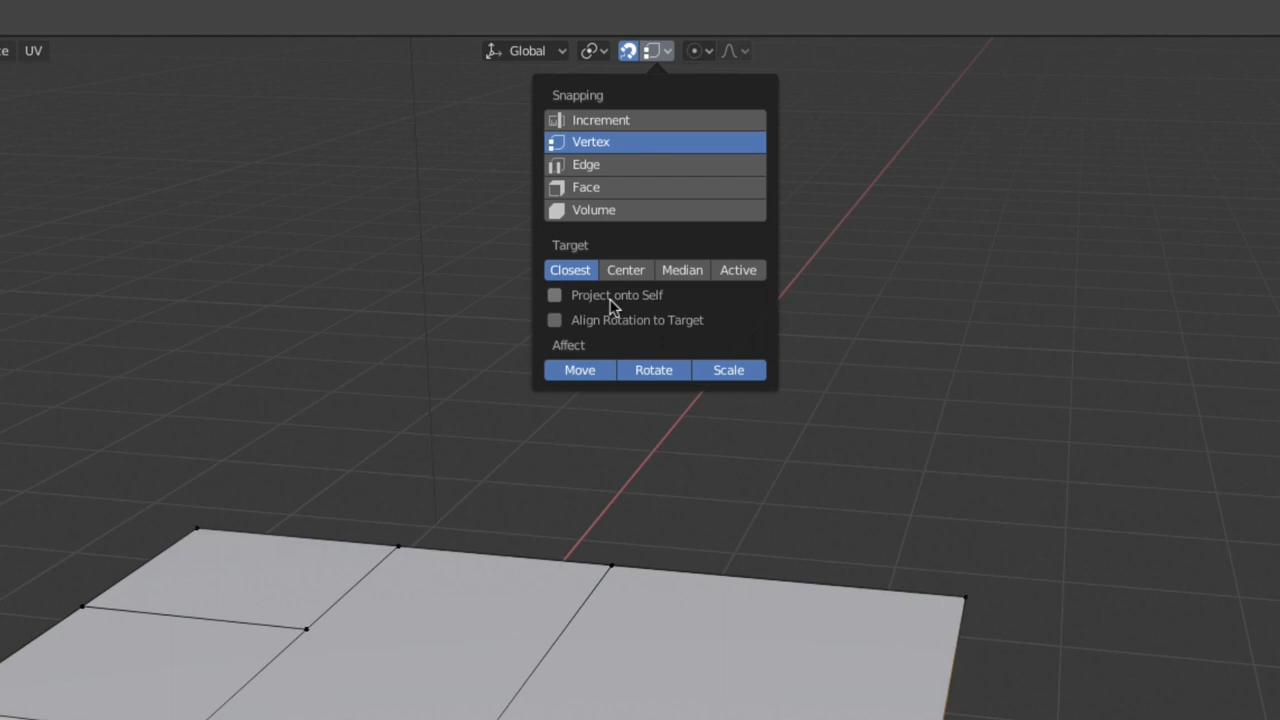 e UV Global
Snapping
Increment
Vertex
Edge
Face
Volume
Target
Closest Center Median Active
Project onto Self
Align Rotation to Target
Affect
Move Rotate Scale